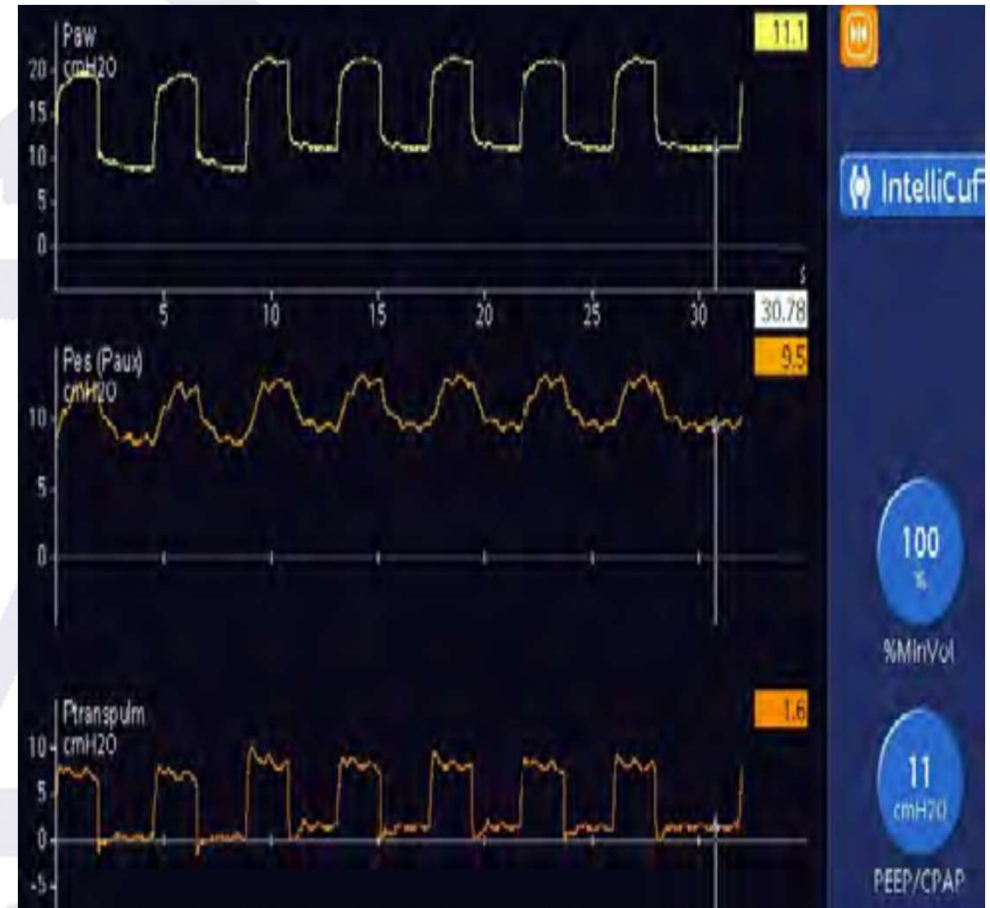 Paw
cmH2O
11.1
20
15
10
5
0
s
5 10 15 20 25 30
30.78
Pes (Paux)
cmH2O
9.5
10
5
0
Ptranspulm
cmH2O
1.6
10
5
0
-5
IntelliCuff
100
%
%MinVol
11
cmH2O
PEEP/CPAP